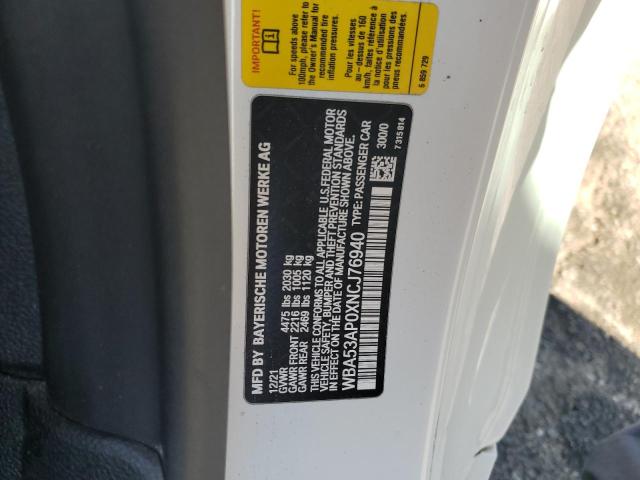 IMPORTANT!
For speeds above
100mph, please refer to
the Owner's Manual for
recommended tire
inflation pressures.
Pour les vitesses
au-dessus de 160
km/h, faites référence à
la notice d'utilisation
pour les pressions des
pneus recommandées.
6 859 729
MFD BY BAYERISCHE MOTOREN WERKE AG
12/21
GVWR 4475 lbs 2030 kg
GAWR FRONT 2216 lbs 1005 kg
GAWR REAR 2469 lbs 1120 kg
THIS VEHICLE CONFORMS TO ALL APPLICABLE U.S. FEDERAL MOTOR
VEHICLE SAFETY, BUMPER AND THEFT PREVENTION STANDARDS
IN EFFECT ON THE DATE OF MANUFACTURE SHOWN ABOVE.
WBA53AP0XNCJ76940 TYPE: PASSENGER CAR
300/0
7 315 814